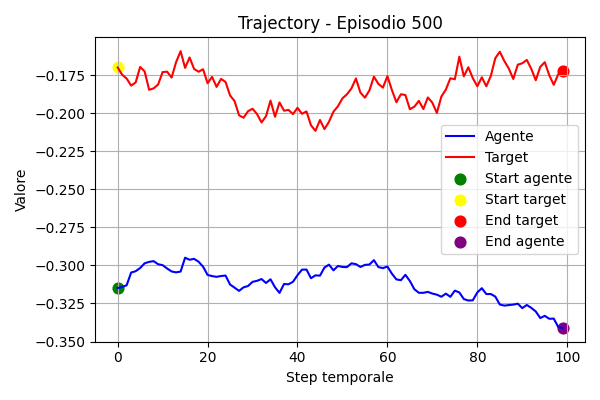 Trajectory - Episodio 500
Valore
−0.175
−0.200
−0.225
−0.250
−0.275
−0.300
−0.325
−0.350
Agente
Target
Start agente
Start target
End target
End agente
0 20 40 60 80 100
Step temporale